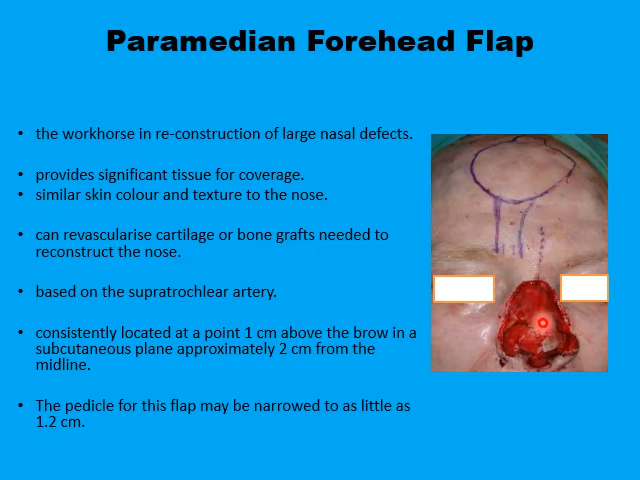 Paramedian Forehead Flap
• the workhorse in re-construction of large nasal defects.
• provides significant tissue for coverage.
• similar skin colour and texture to the nose.
• can revascularise cartilage or bone grafts needed to
reconstruct the nose.
• based on the supratrochlear artery.
• consistently located at a point 1 cm above the brow in a
subcutaneous plane approximately 2 cm from the
midline.
• The pedicle for this flap may be narrowed to as little as
1.2 cm.